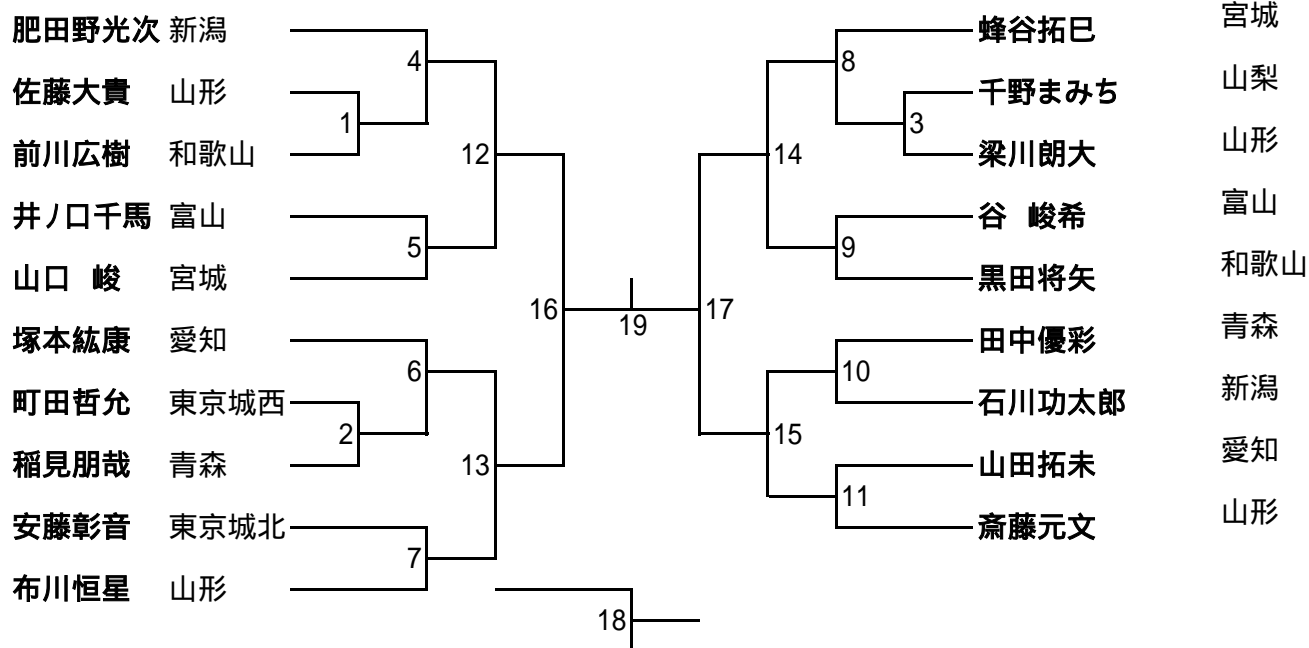 肥田野光次 新潟
佐藤大貴 山形
前川広樹 和歌山
井ノ口千馬 富山
山口 峻 宮城
塚本紘康 愛知
町田哲允 東京城西
稲見朋哉 青森
安藤彰音 東京城北
布川恒星 山形
4
1
12
5
16
6
2
13
7
19
18
8
3
14
9
17
10
15
11
蜂谷拓巳 宮城
千野まみち 山梨
梁川朗大 山形
谷 峻希 富山
黒田将矢 和歌山
田中優彩 青森
石川功太郎 新潟
山田拓未 愛知
斎藤元文 山形